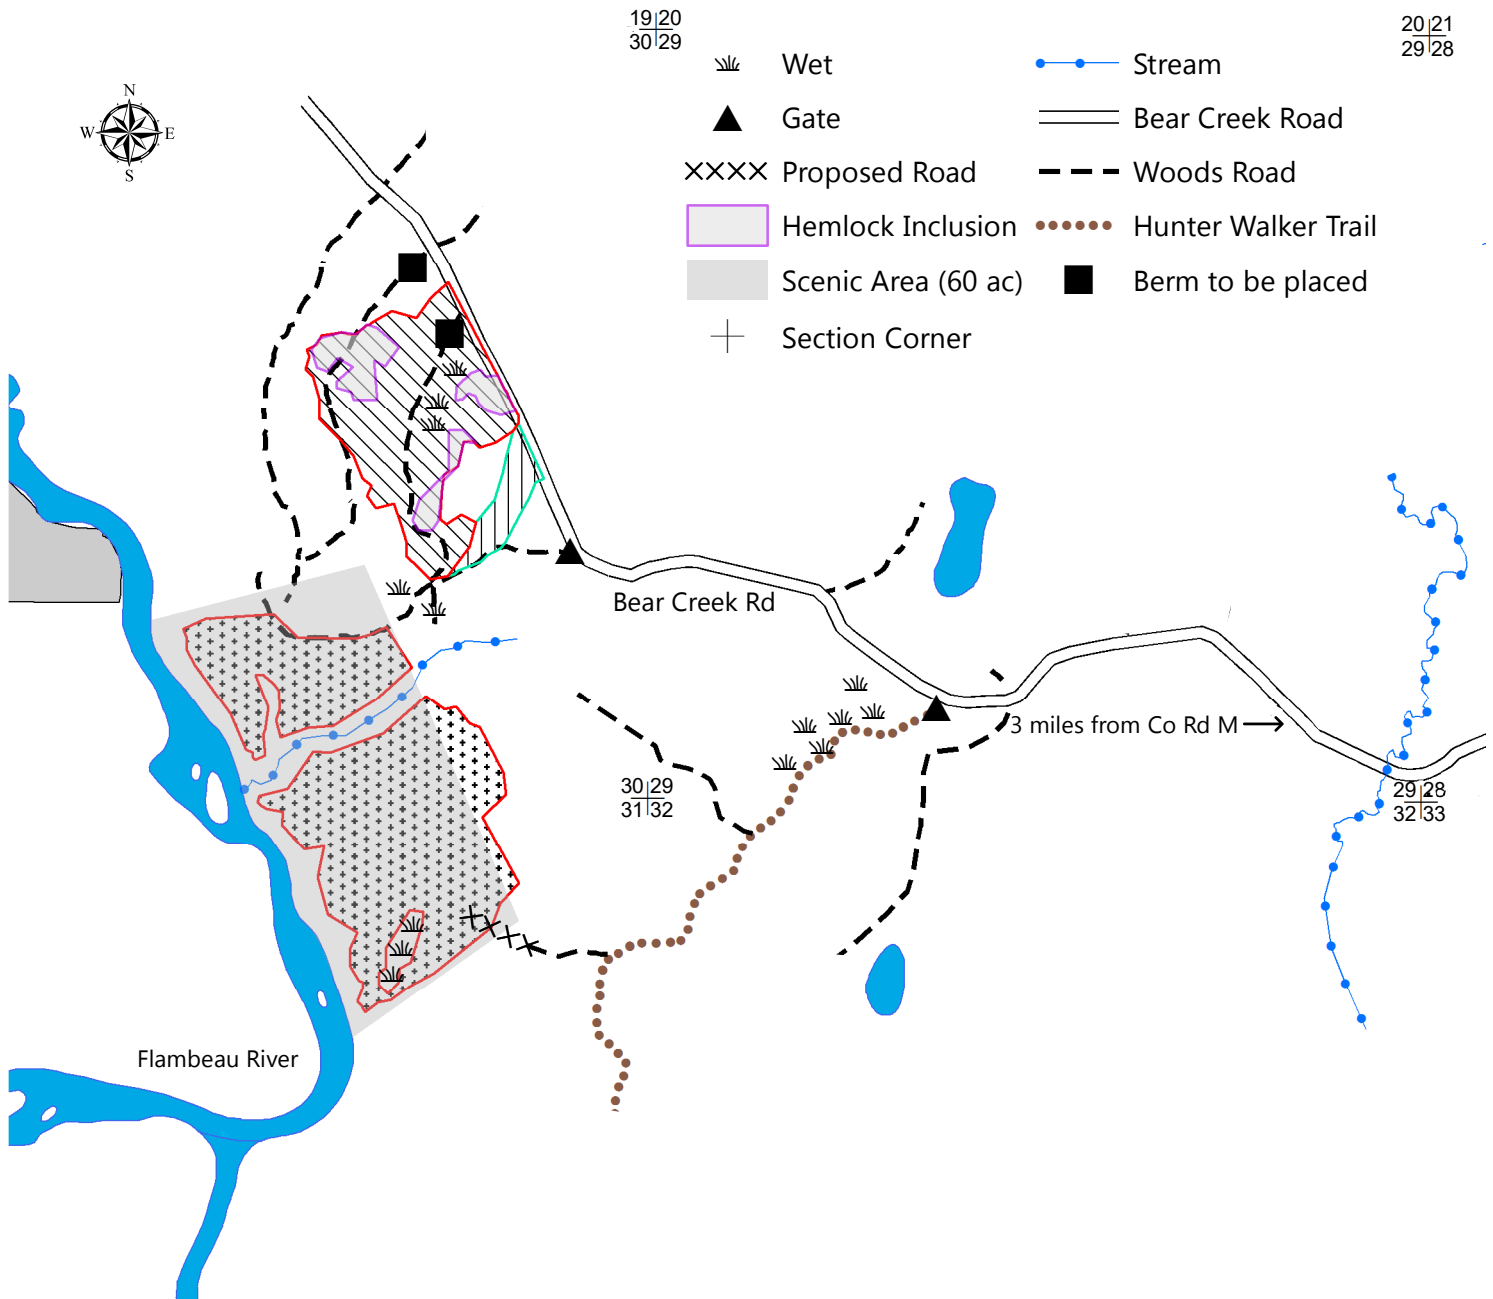 19 20
30 29
20 21
29 28
Wet
Stream
Gate
Bear Creek Road
XXXX Proposed Road
Woods Road
Hemlock Inclusion
Hunter Walker Trail
Scenic Area (60 ac)
Berm to be placed
Section Corner
N
W E
S
Bear Creek Rd
3 miles from Co Rd M
30 29
31 32
29 28
32 33
Flambeau River